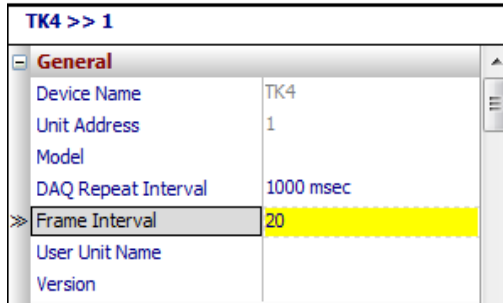 TK4 >> 1
General
Device Name TK4
Unit Address 1
Model
DAQ Repeat Interval 1000 msec
Frame Interval 20
User Unit Name
Version